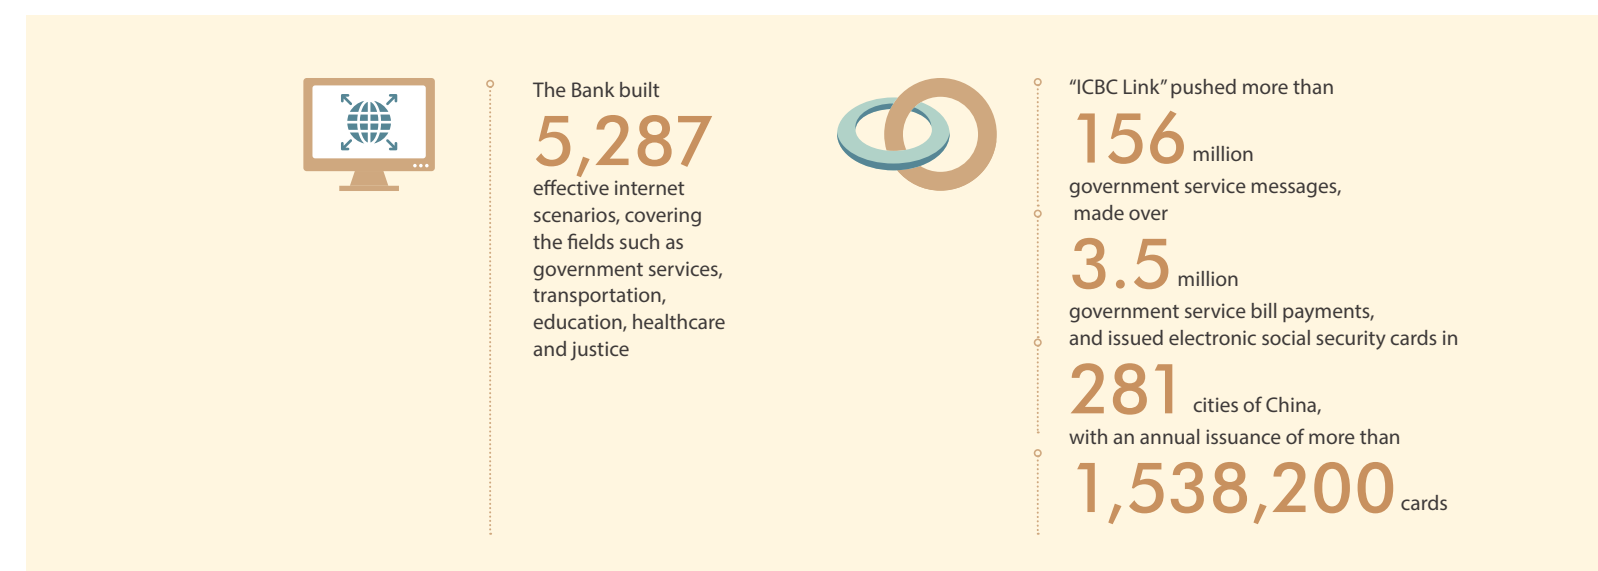 The Bank built
5,287
effective internet
scenarios, covering
the fields such as
government services,
transportation,
education, healthcare
and justice
“ICBC Link” pushed more than
156 million
government service messages,
made over
3.5 million
government service bill payments,
and issued electronic social security cards in
281 cities of China,
with an annual issuance of more than
1,538,200 cards